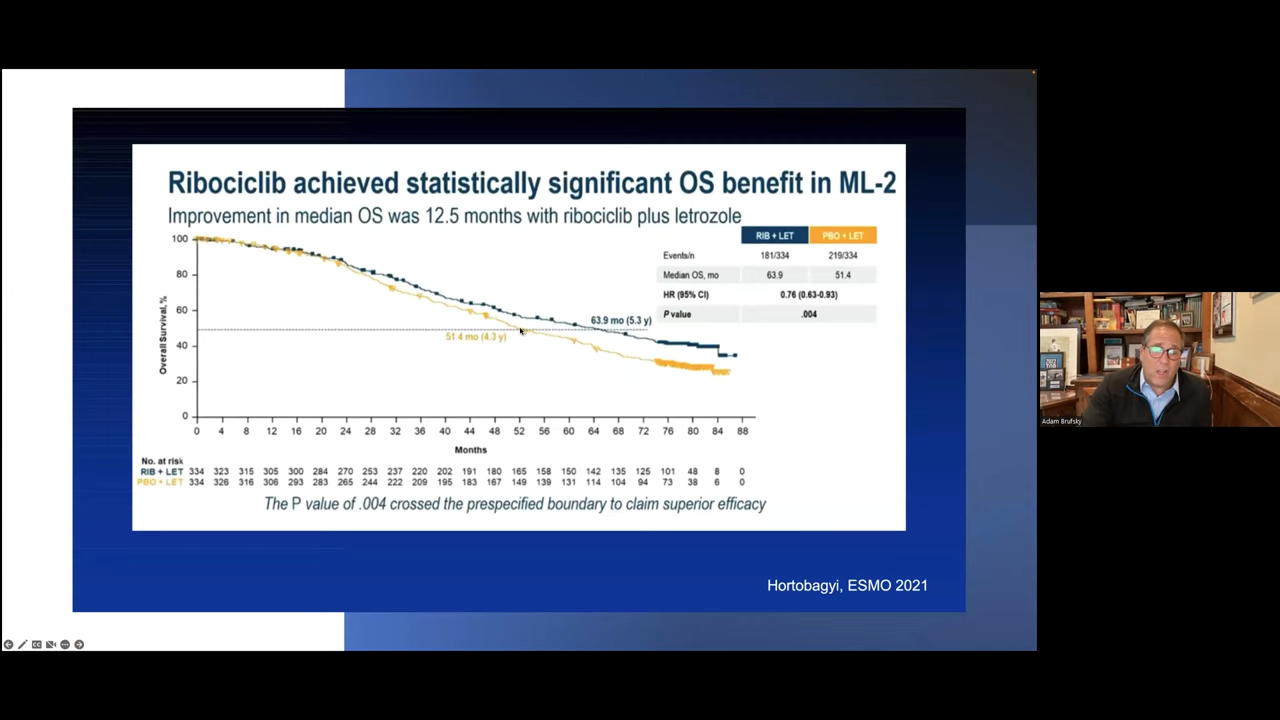 Ribociclib achieved statistically significant OS benefit in ML-2
Improvement in median OS was 12.5 months with ribociclib plus letrozole
RIB + LET PBO + LET
Events/n 181/334 219/334
Median OS, mo 63.9 51.4
HR (95% CI) 0.76 (0.63-0.93)
P value .004
Overall Survival, %
100
80
60
40
20
0
63.9 mo (5.3 y)
51.4 mo (4.3 y)
0 4 8 12 16 20 24 28 32 36 40 44 48 52 56 60 64 68 72 76 80 84 88
Months
No. at risk
RIB + LET 334 323 315 305 300 284 270 253 237 220 202 191 180 165 158 150 142 135 125 101 48 8 0
PBO + LET 334 326 316 306 293 283 265 244 222 209 195 183 167 149 139 131 114 104 94 73 38 6 0
The P value of .004 crossed the prespecified boundary to claim superior efficacy
Hortobagyi, ESMO 2021
Adam Brufsky